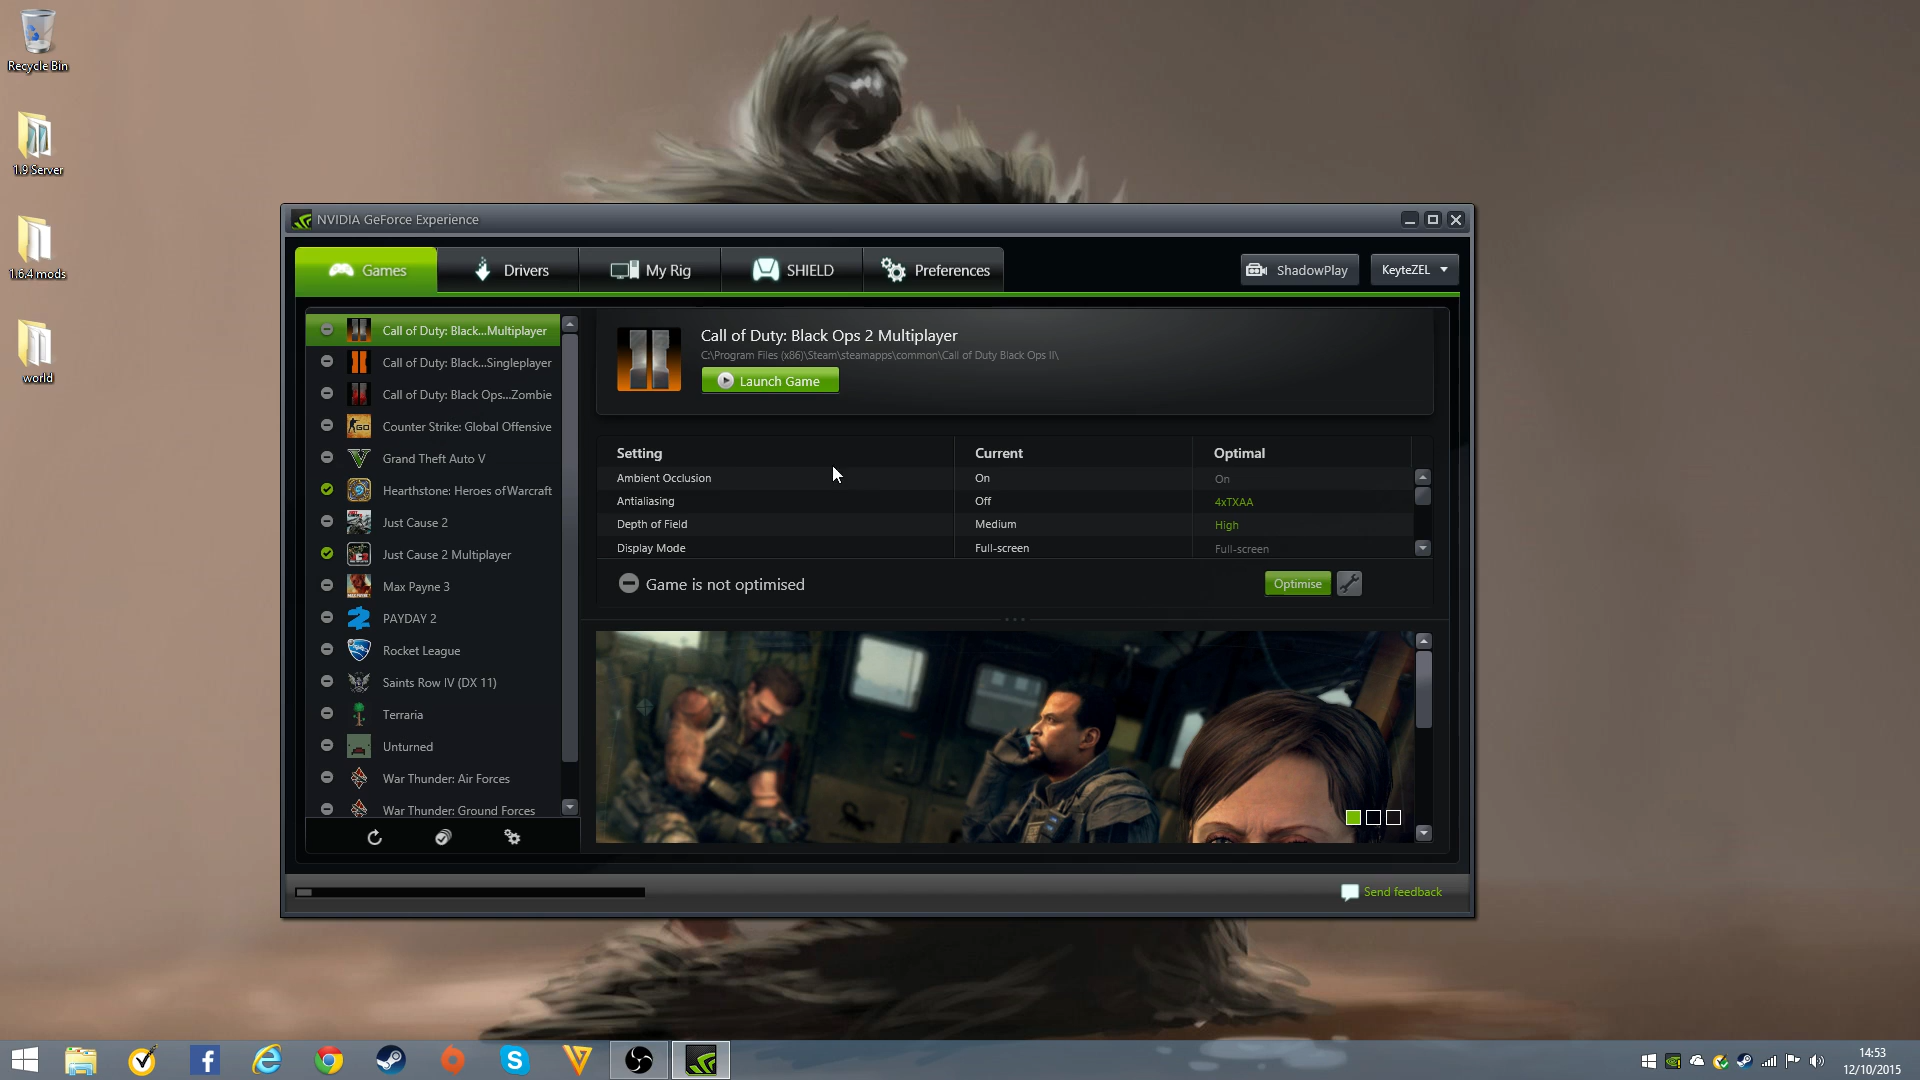 Recycle Bin
1.9 Server
1.6.4 mods
world
NVIDIA GeForce Experience
Games
Drivers
My Rig
SHIELD
Preferences
ShadowPlay
KeyteZEL
Call of Duty: Black...Multiplayer
Call of Duty: Black...Singleplayer
Call of Duty: Black Ops...Zombie
Counter Strike: Global Offensive
Grand Theft Auto V
Hearthstone: Heroes of Warcraft
Just Cause 2
Just Cause 2 Multiplayer
Max Payne 3
PAYDAY 2
Rocket League
Saints Row IV (DX 11)
Terraria
Unturned
War Thunder: Air Forces
War Thunder: Ground Forces
Call of Duty: Black Ops 2 Multiplayer
C:\Program Files (x86)\Steam\steamapps\common\Call of Duty Black Ops II\
Launch Game
Setting Current Optimal
Ambient Occlusion On On
Antialiasing Off 4xTXAA
Depth of Field Medium High
Display Mode Full-screen Full-screen
Game is not optimised
Optimise
Send feedback
14:53
12/10/2015